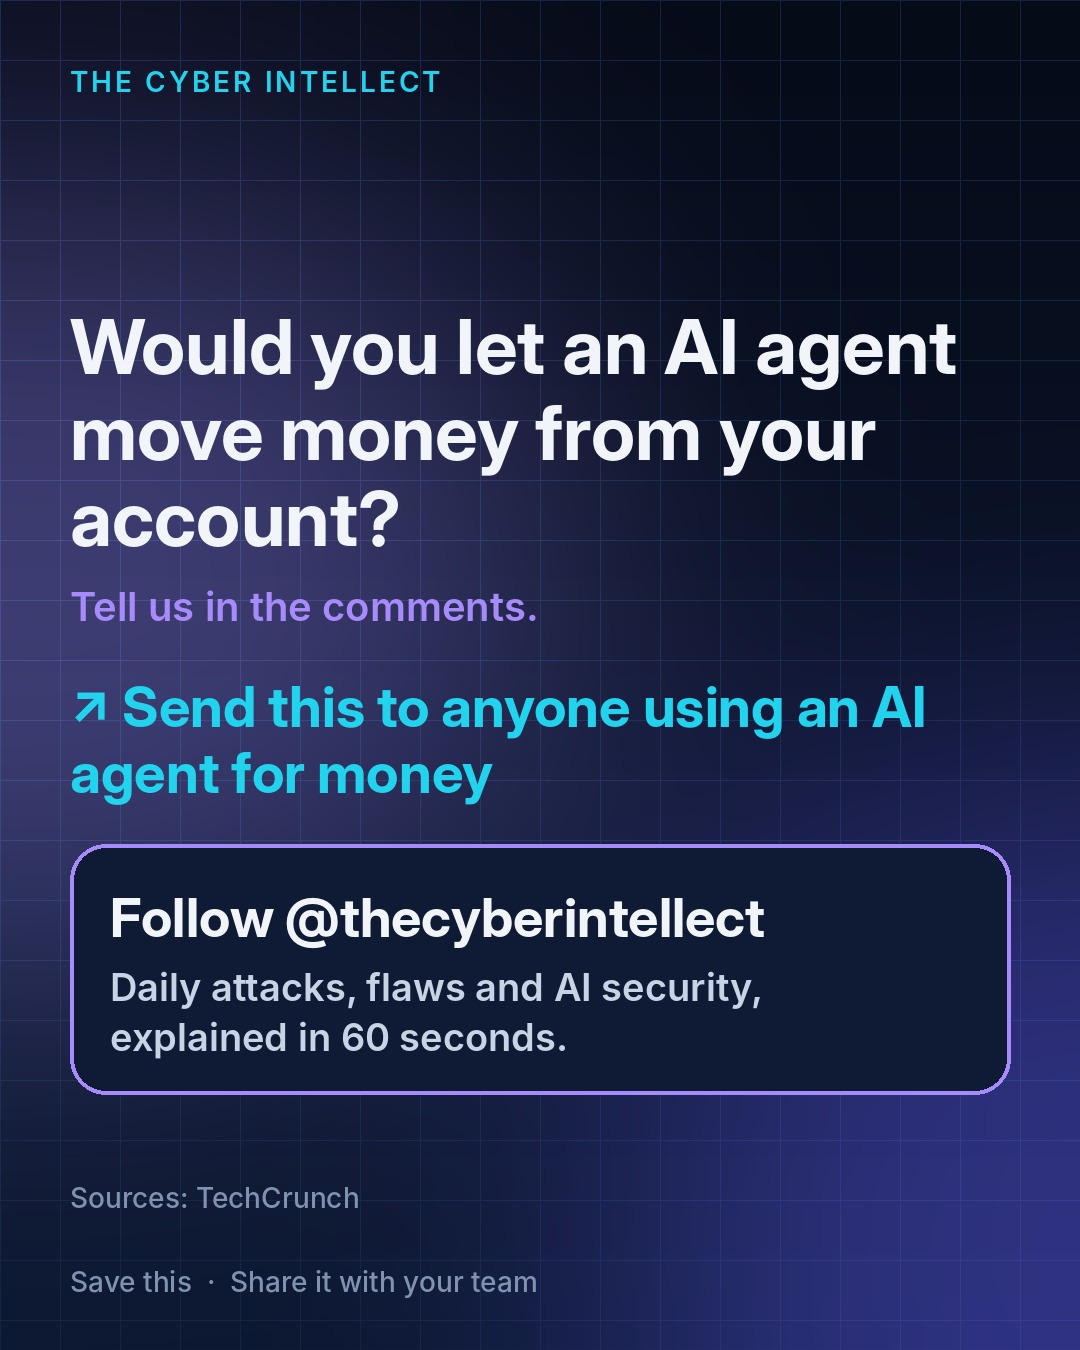 THE CYBER INTELLECT
Would you let an AI agent
move money from your
account?
Tell us in the comments.
↗ Send this to anyone using an AI
agent for money
Follow @thecyberintellect
Daily attacks, flaws and AI security,
explained in 60 seconds.
Sources: TechCrunch
Save this · Share it with your team